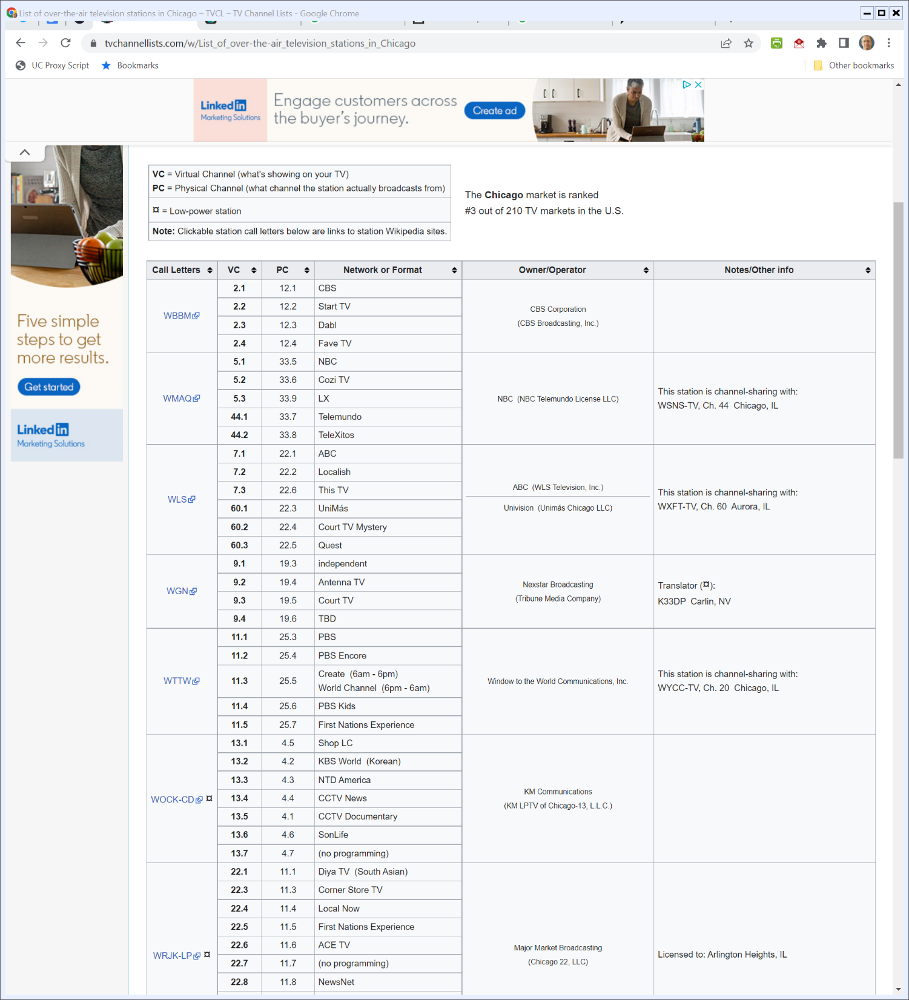 List of over-the-air television stations in Chicago – TVCL – TV Channel Lists - Google Chrome
tvchannellists.com/w/List_of_over-the-air_television_stations_in_Chicago
UC Proxy Script Bookmarks Other bookmarks
Linked in
Marketing Solutions
Engage customers across
the buyer's journey.
Create ad
Five simple
steps to get
more results.
Get started
Linked in
Marketing Solutions
VC = Virtual Channel (what's showing on your TV)
PC = Physical Channel (what channel the station actually broadcasts from)
¤ = Low-power station
Note: Clickable station call letters below are links to station Wikipedia sites.
The Chicago market is ranked
#3 out of 210 TV markets in the U.S.
Call Letters VC PC Network or Format Owner/Operator Notes/Other info
WBBM
2.1 12.1 CBS
2.2 12.2 Start TV
2.3 12.3 Dabl
2.4 12.4 Fave TV
CBS Corporation
(CBS Broadcasting, Inc.)
WMAQ
5.1 33.5 NBC
5.2 33.6 Cozi TV
5.3 33.9 LX
44.1 33.7 Telemundo
44.2 33.8 TeleXitos
NBC (NBC Telemundo License LLC)
This station is channel-sharing with:
WSNS-TV, Ch. 44 Chicago, IL
WLS
7.1 22.1 ABC
7.2 22.2 Localish
7.3 22.6 This TV
60.1 22.3 UniMás
60.2 22.4 Court TV Mystery
60.3 22.5 Quest
ABC (WLS Television, Inc.)
Univision (Unimás Chicago LLC)
This station is channel-sharing with:
WXFT-TV, Ch. 60 Aurora, IL
WGN
9.1 19.3 independent
9.2 19.4 Antenna TV
9.3 19.5 Court TV
9.4 19.6 TBD
Nexstar Broadcasting
(Tribune Media Company)
Translator (¤):
K33DP Carlin, NV
WTTW
11.1 25.3 PBS
11.2 25.4 PBS Encore
11.3 25.5 Create (6am - 6pm)
World Channel (6pm - 6am)
11.4 25.6 PBS Kids
11.5 25.7 First Nations Experience
Window to the World Communications, Inc.
This station is channel-sharing with:
WYCC-TV, Ch. 20 Chicago, IL
WOCK-CD ¤
13.1 4.5 Shop LC
13.2 4.2 KBS World (Korean)
13.3 4.3 NTD America
13.4 4.4 CCTV News
13.5 4.1 CCTV Documentary
13.6 4.6 SonLife
13.7 4.7 (no programming)
KM Communications
(KM LPTV of Chicago-13, L.L.C.)
WRJK-LP ¤
22.1 11.1 Diya TV (South Asian)
22.3 11.3 Corner Store TV
22.4 11.4 Local Now
22.5 11.5 First Nations Experience
22.6 11.6 ACE TV
22.7 11.7 (no programming)
22.8 11.8 NewsNet
Major Market Broadcasting
(Chicago 22, LLC)
Licensed to: Arlington Heights, IL